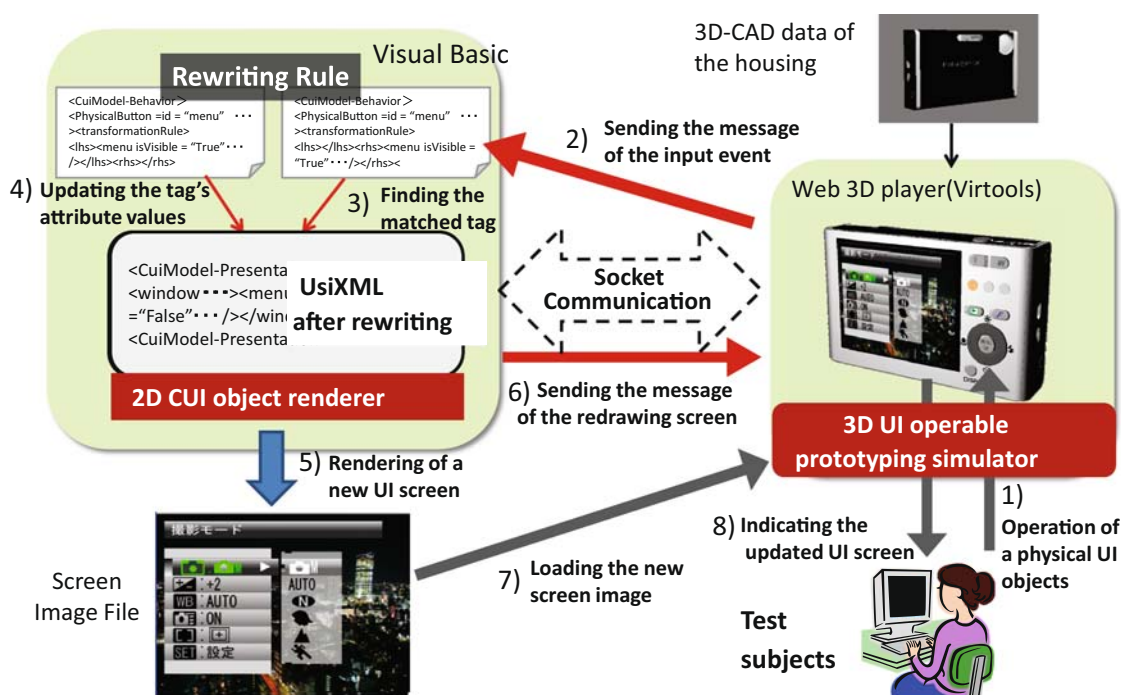 Visual Basic
Rewriting Rule
<CuiModel-Behavior＞
<PhysicalButton =id = “menu” ･･･
><transformationRule>
<lhs><menu isVisible = “True”･･･
/></lhs><rhs></rhs>
<CuiModel-Behavior＞
<PhysicalButton =id = “menu” ･･･
><transformationRule>
<lhs></lhs><rhs><menu isVisible =
“True”･･･/></rhs><
4) Updating the tag’s
attribute values
3) Finding the
matched tag
<CuiModel-Presenta
<window ･･･><menu
=“False”･･･ /></wind
<CuiModel-Presenta
UsiXML
after rewriting
2D CUI object renderer
2) Sending the message
of the input event
Socket
Communication
6) Sending the message
of the redrawing screen
3D-CAD data of
the housing
Web 3D player(Virtools)
3D UI operable
prototyping simulator
5) Rendering of a
new UI screen
Screen
Image File
撮影モード
+2
WB : AUTO
: ON
SET : 設定
M
AUTO
N
7) Loading the new
screen image
8) Indicating the
updated UI screen
1)
Operation of
a physical UI
objects
Test
subjects